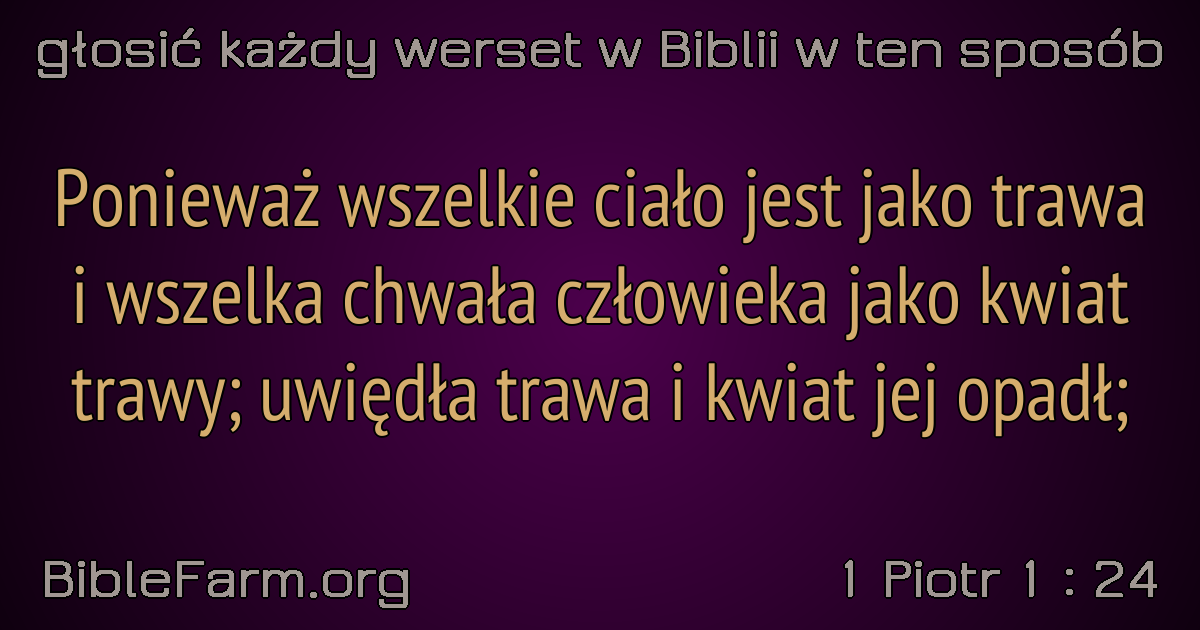 głosić każdy werset w Biblii w ten sposób
Ponieważ wszelkie ciało jest jako trawa
i wszelka chwała człowieka jako kwiat
trawy; uwiędła trawa i kwiat jej opadł;
BibleFarm.org
1 Piotr 1 : 24